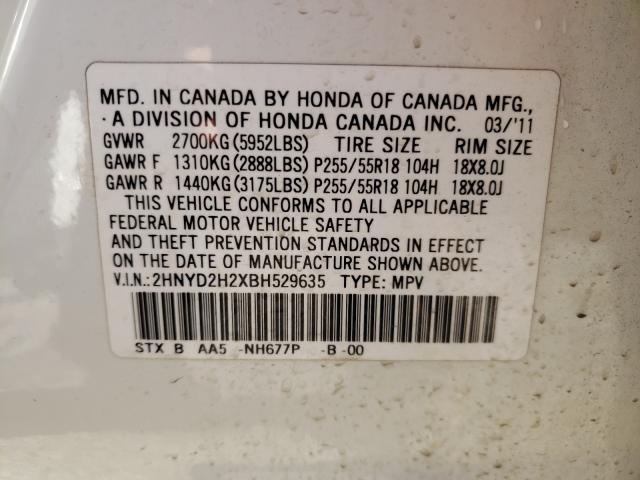 MFD. IN CANADA BY HONDA OF CANADA MFG.,
· A DIVISION OF HONDA CANADA INC. 03/'11
GVWR 2700KG(5952LBS) TIRE SIZE RIM SIZE
GAWR F 1310KG(2888LBS) P255/55R18 104H 18X8.0J
GAWR R 1440KG(3175LBS) P255/55R18 104H 18X8.0J
THIS VEHICLE CONFORMS TO ALL APPLICABLE
FEDERAL MOTOR VEHICLE SAFETY
AND THEFT PREVENTION STANDARDS IN EFFECT
ON THE DATE OF MANUFACTURE SHOWN ABOVE.
V.I.N.:2HNYD2H2XBH529635 TYPE: MPV
STX B AA5 -NH677P -B -00